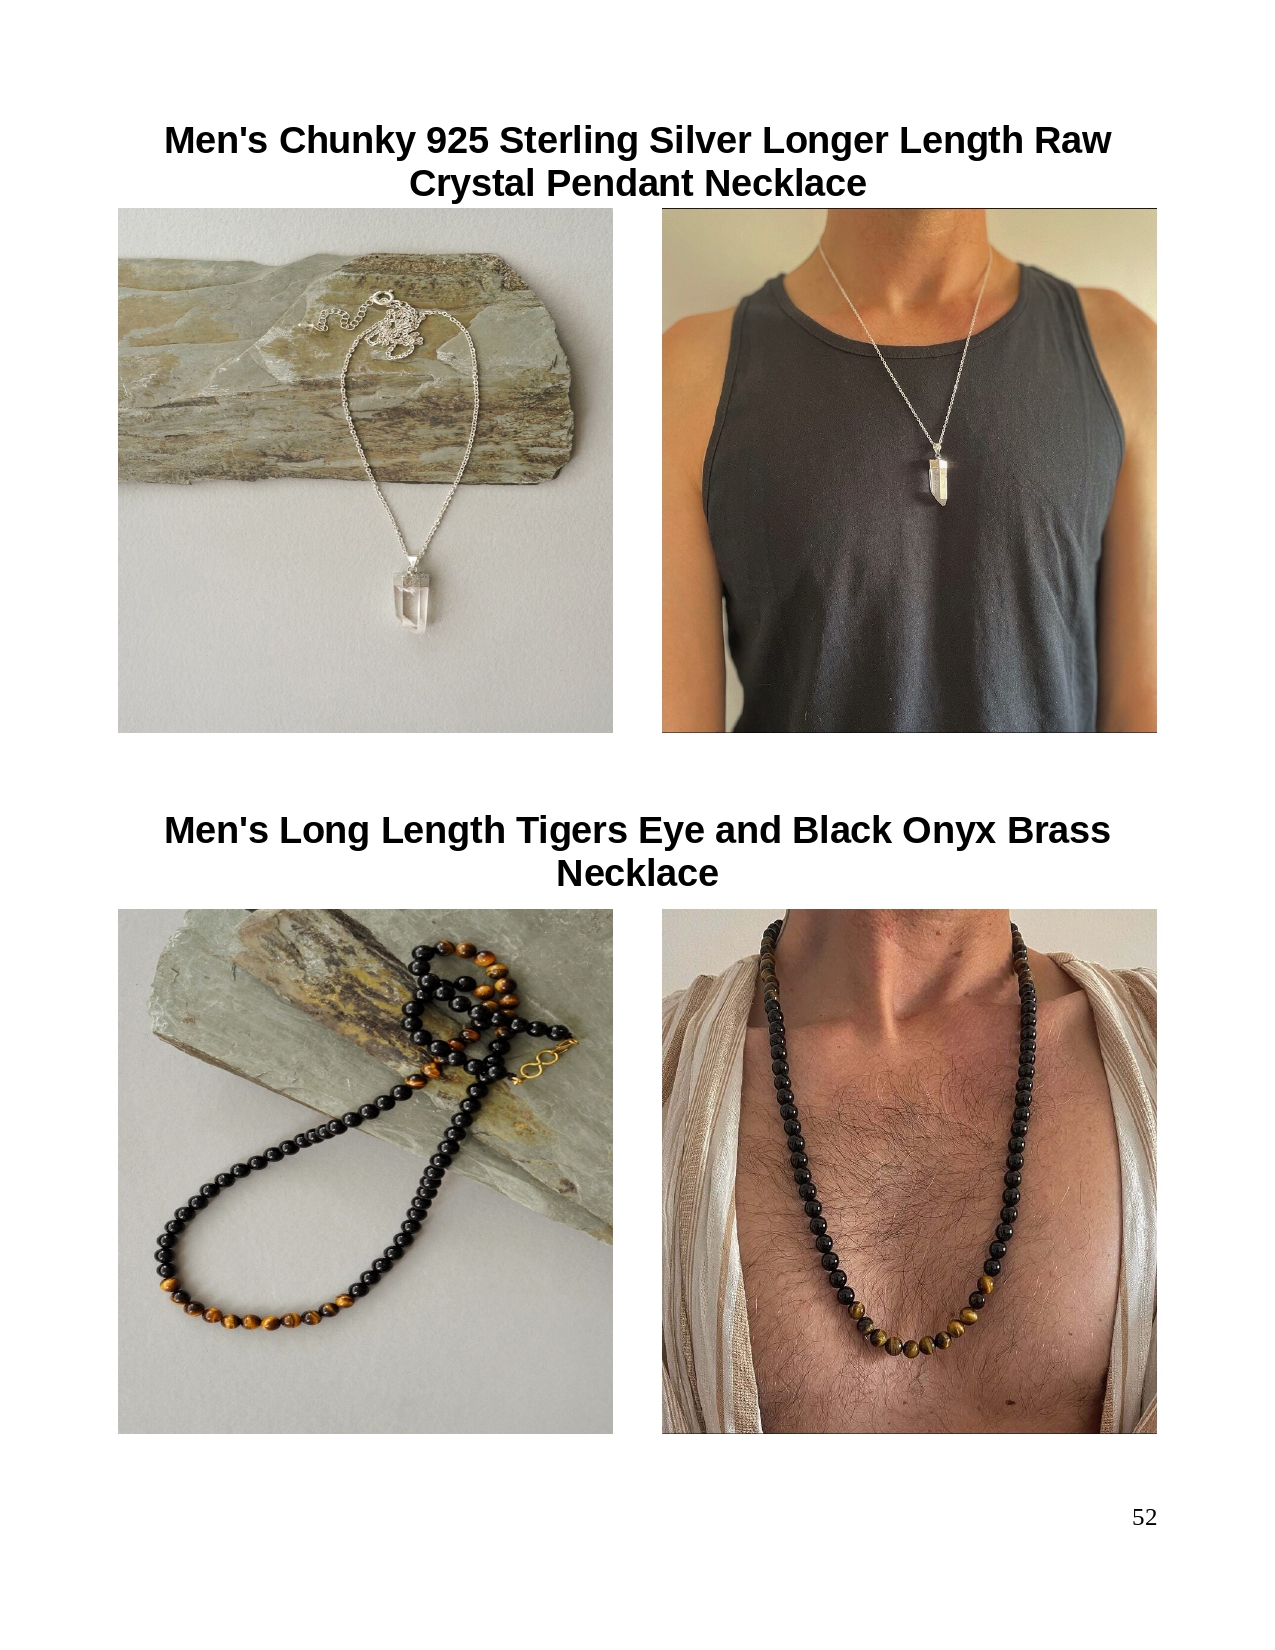 Men's Chunky 925 Sterling Silver Longer Length Raw
Crystal Pendant Necklace
Men's Long Length Tigers Eye and Black Onyx Brass
Necklace
52